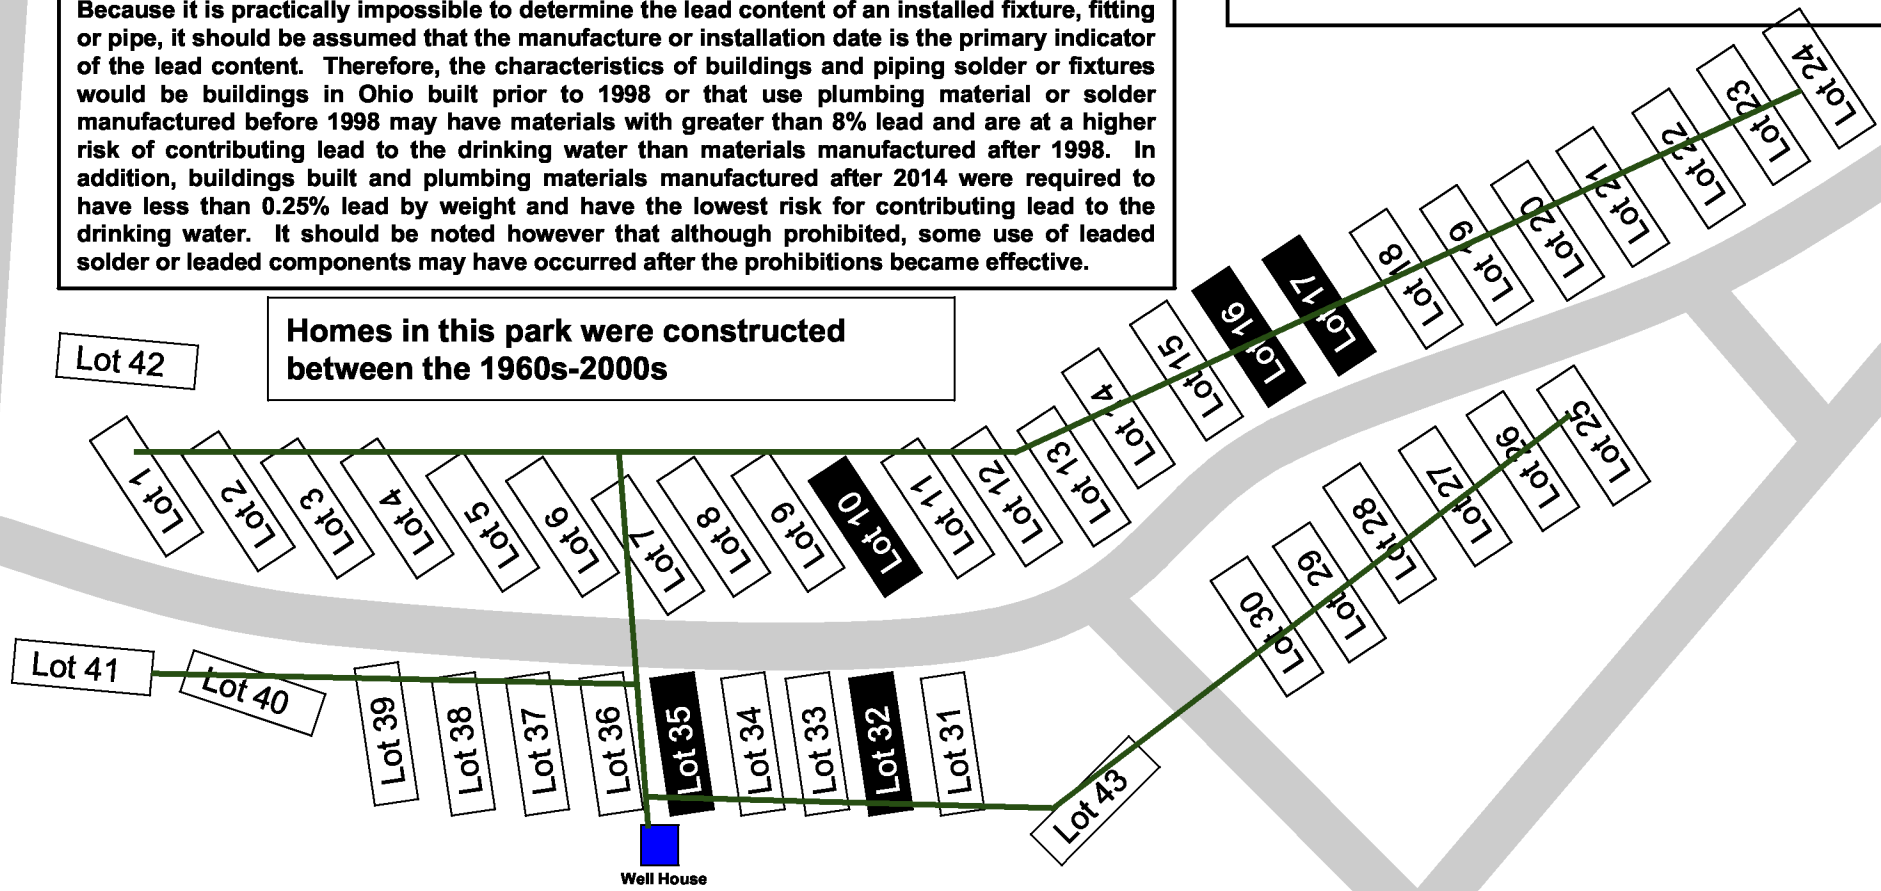 Because it is practically impossible to determine the lead content of an installed fixture, fitting
or pipe, it should be assumed that the manufacture or installation date is the primary indicator
of the lead content. Therefore, the characteristics of buildings and piping solder or fixtures
would be buildings in Ohio built prior to 1998 or that use plumbing material or solder
manufactured before 1998 may have materials with greater than 8% lead and are at a higher
risk of contributing lead to the drinking water than materials manufactured after 1998. In
addition, buildings built and plumbing materials manufactured after 2014 were required to
have less than 0.25% lead by weight and have the lowest risk for contributing lead to the
drinking water. It should be noted however that although prohibited, some use of leaded
solder or leaded components may have occurred after the prohibitions became effective.
Homes in this park were constructed
between the 1960s-2000s
Lot 42
Lot 1
Lot 2
Lot 3
Lot 4
Lot 5
Lot 6
Lot 7
Lot 8
Lot 9
Lot 10
Lot 11
Lot 12
Lot 13
Lot 14
Lot 15
Lot 16
Lot 17
Lot 18
Lot 19
Lot 20
Lot 21
Lot 22
Lot 23
Lot 24
Lot 25
Lot 26
Lot 27
Lot 28
Lot 29
Lot 30
Lot 41
Lot 40
Lot 39
Lot 38
Lot 37
Lot 36
Lot 35
Lot 34
Lot 33
Lot 32
Lot 31
Lot 43
Well House